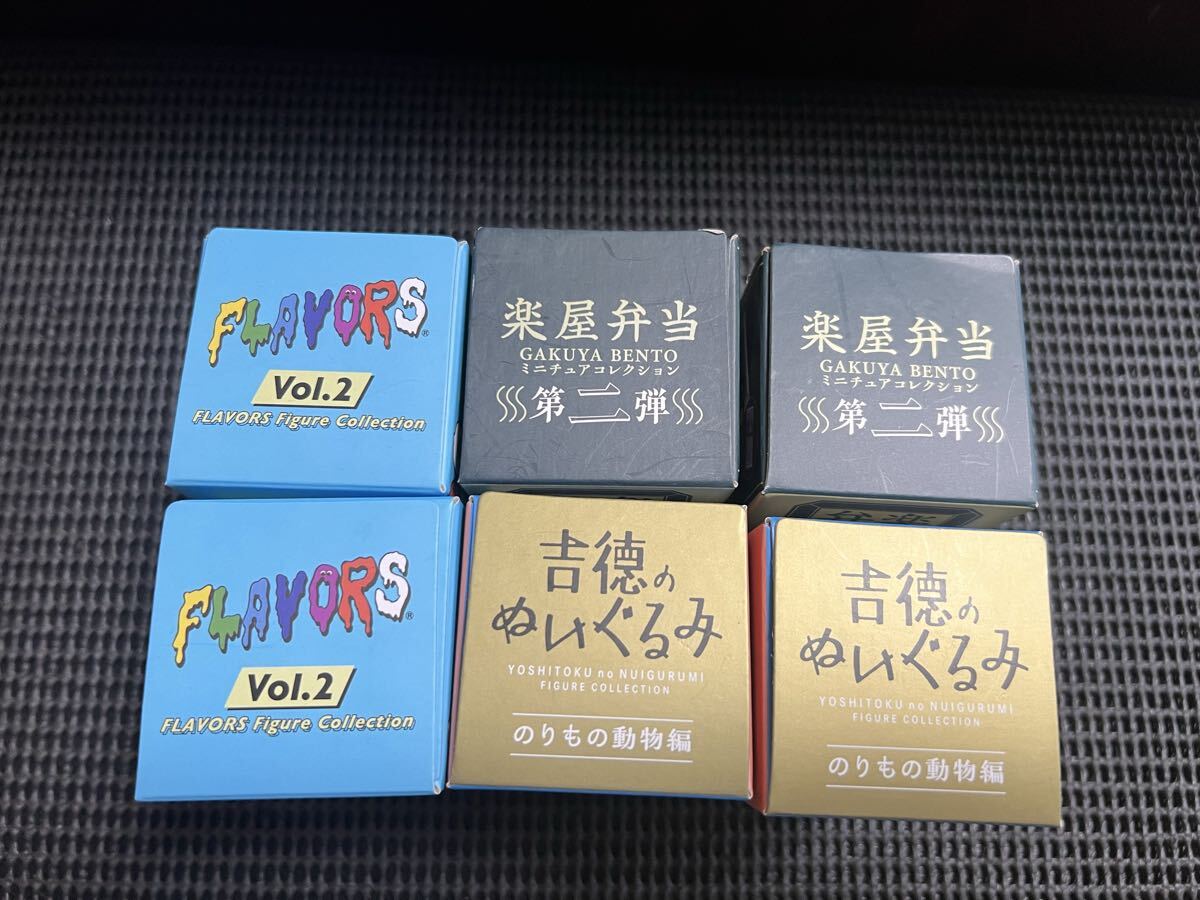 FLAVORS®
Vol.2
FLAVORS Figure Collection
楽屋弁当
GAKUYA BENTO
ミニチュアコレクション
第二弾
楽屋弁当
GAKUYA BENTO
ミニチュアコレクション
第二弾
FLAVORS®
Vol.2
FLAVORS Figure Collection
吉徳の
ぬいぐるみ
YOSHITOKU no NUIGURUMI
FIGURE COLLECTION
のりもの動物編
吉徳の
ぬいぐるみ
YOSHITOKU no NUIGURUMI
FIGURE COLLECTION
のりもの動物編